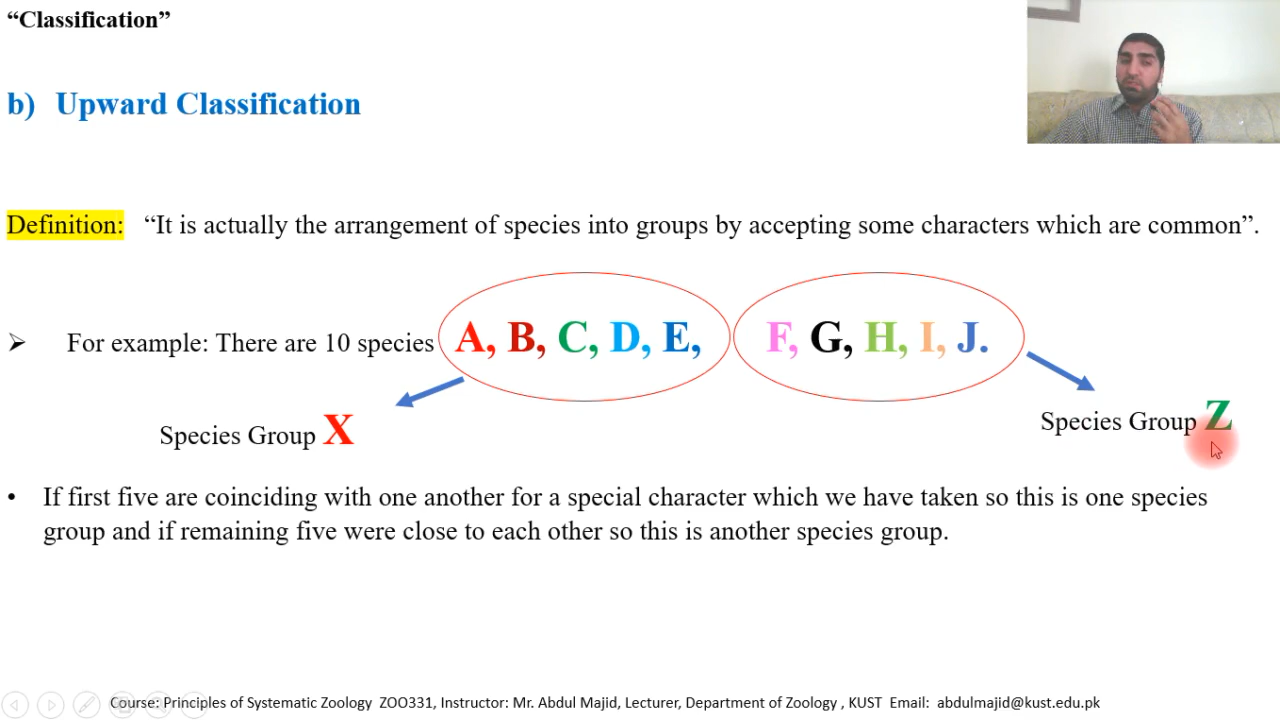 “Classification”
b) Upward Classification
Definition: “It is actually the arrangement of species into groups by accepting some characters which are common”.
➢ For example: There are 10 species A, B, C, D, E, F, G, H, I, J.
Species Group X
Species Group Z
• If first five are coinciding with one another for a special character which we have taken so this is one species
group and if remaining five were close to each other so this is another species group.
Course: Principles of Systematic Zoology ZOO331, Instructor: Mr. Abdul Majid, Lecturer, Department of Zoology , KUST Email: abdulmajid@kust.edu.pk